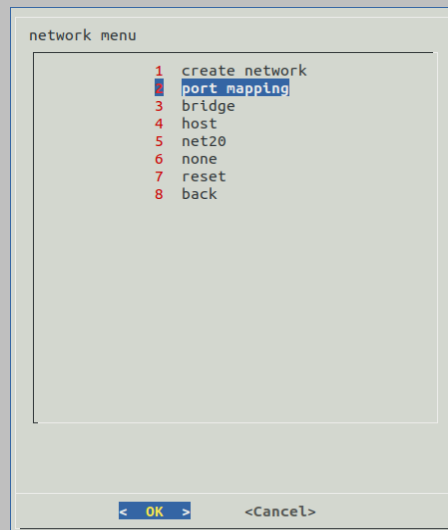 network menu
1 create network
2 port mapping
3 bridge
4 host
5 net20
6 none
7 reset
8 back
< OK > <Cancel>